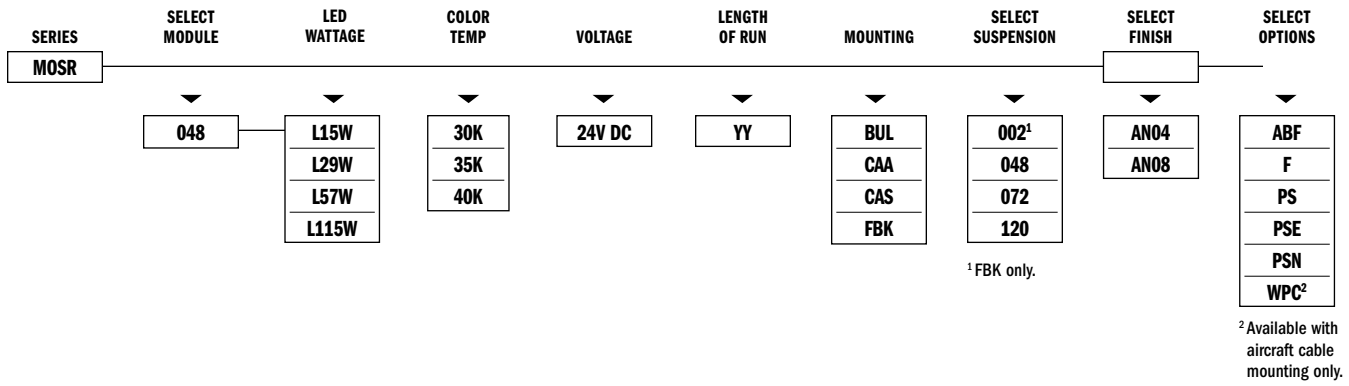 SERIES
SELECT
MODULE
LED
WATTAGE
COLOR
TEMP
VOLTAGE
LENGTH
OF RUN
MOUNTING
SELECT
SUSPENSION
SELECT
FINISH
SELECT
OPTIONS
MOSR
048
L15W
L29W
L57W
L115W
30K
35K
40K
24V DC
YY
BUL
CAA
CAS
FBK
002¹
048
072
120
¹ FBK only.
AN04
AN08
ABF
F
PS
PSE
PSN
WPC²
² Available with
aircraft cable
mounting only.